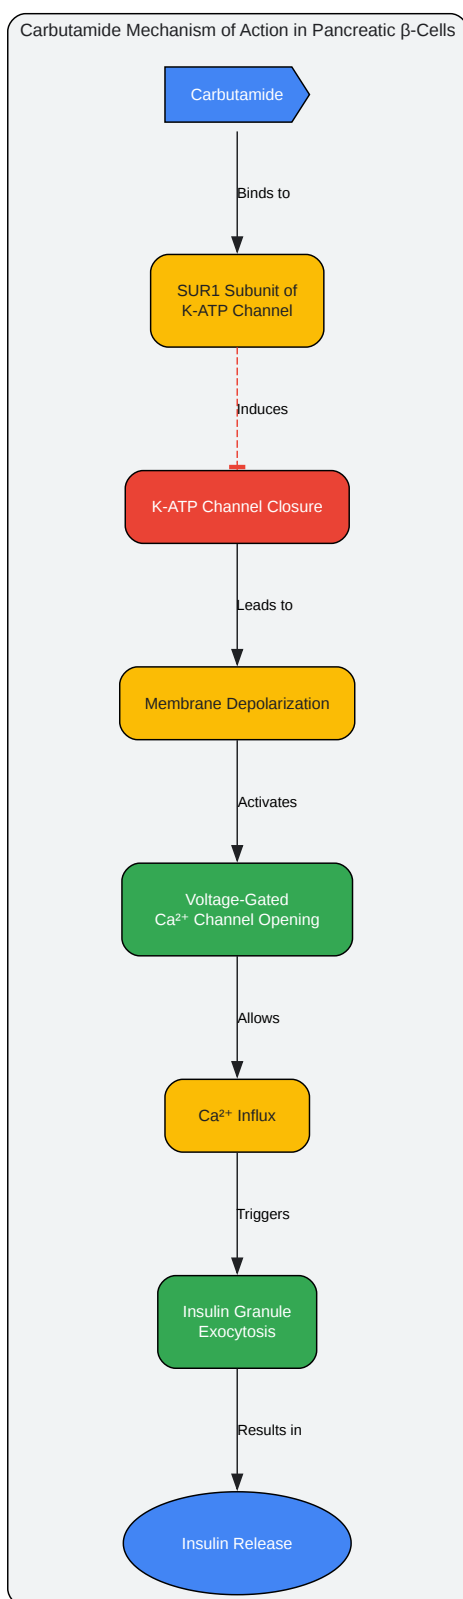 Carbutamide Mechanism of Action in Pancreatic β-Cells
Carbutamide
Binds to
SUR1 Subunit of
K-ATP Channel
Induces
K-ATP Channel Closure
Leads to
Membrane Depolarization
Activates
Voltage-Gated
Ca²⁺ Channel Opening
Allows
Ca²⁺ Influx
Triggers
Insulin Granule
Exocytosis
Results in
Insulin Release